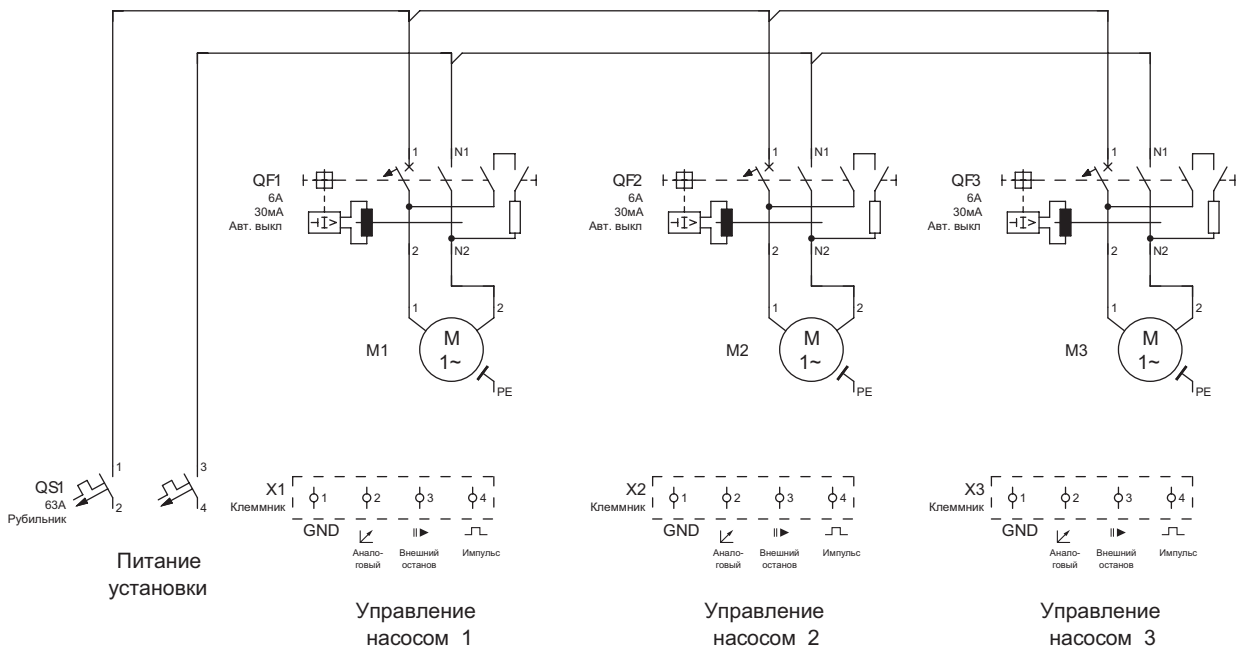 1 N1
QF1
6А
30мА
Авт. выкл
2 N2
1 2
M1
M
1~
PE
1 N1
QF2
6А
30мА
Авт. выкл
2 N2
1 2
M2
M
1~
PE
1 N1
QF3
6А
30мА
Авт. выкл
2 N2
1 2
M3
M
1~
PE
1 3
QS1
63А
Рубильник
2 4
Питание
установки
X1
Клеммник
1 2 3 4
GND
Анало-
говый
Внешний
останов
Импульс
Управление
насосом 1
X2
Клеммник
1 2 3 4
GND
Анало-
говый
Внешний
останов
Импульс
Управление
насосом 2
X3
Клеммник
1 2 3 4
GND
Анало-
говый
Внешний
останов
Импульс
Управление
насосом 3